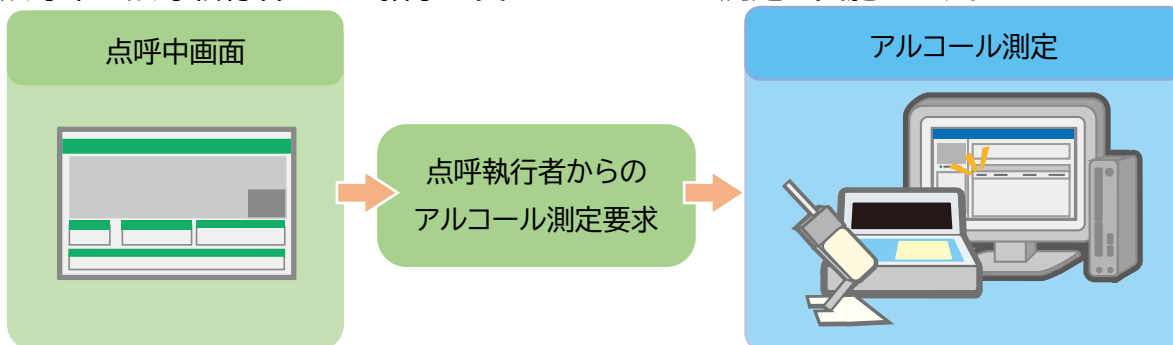 点呼中画面
アルコール測定
点呼執行者からの
アルコール測定要求